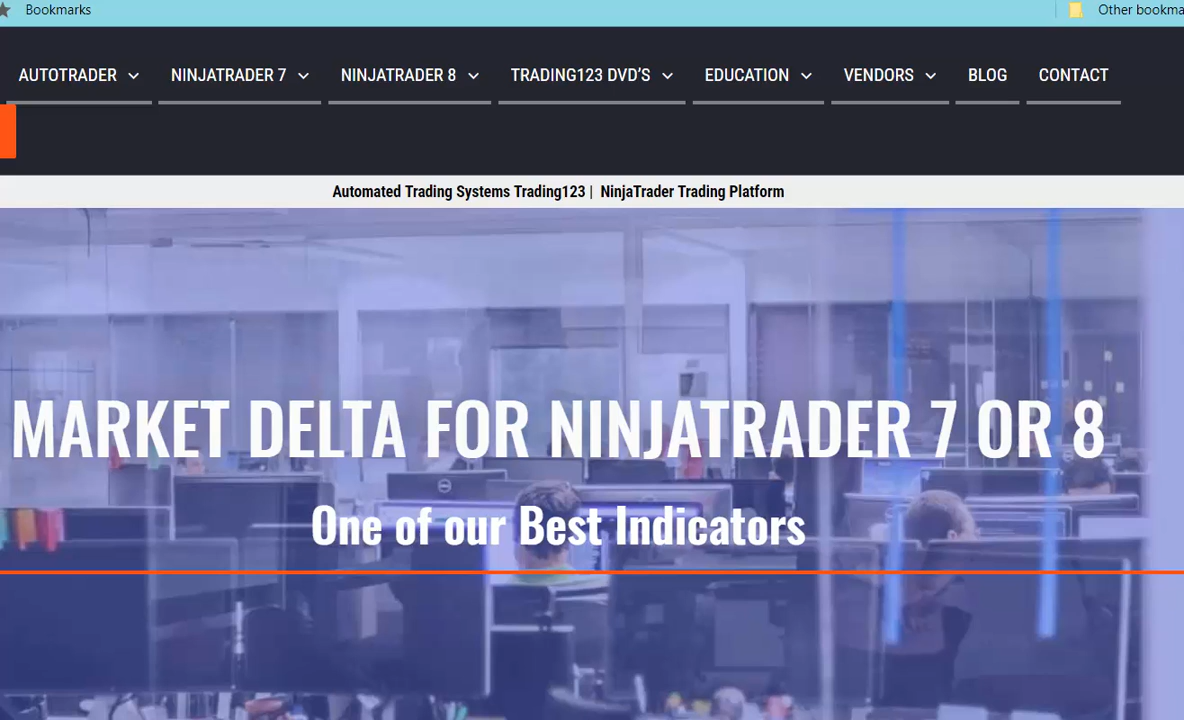 Bookmarks
Other bookma
AUTOTRADER NINJATRADER 7 NINJATRADER 8 TRADING123 DVD'S EDUCATION VENDORS BLOG CONTACT
Automated Trading Systems Trading123 | NinjaTrader Trading Platform
MARKET DELTA FOR NINJATRADER 7 OR 8
One of our Best Indicators